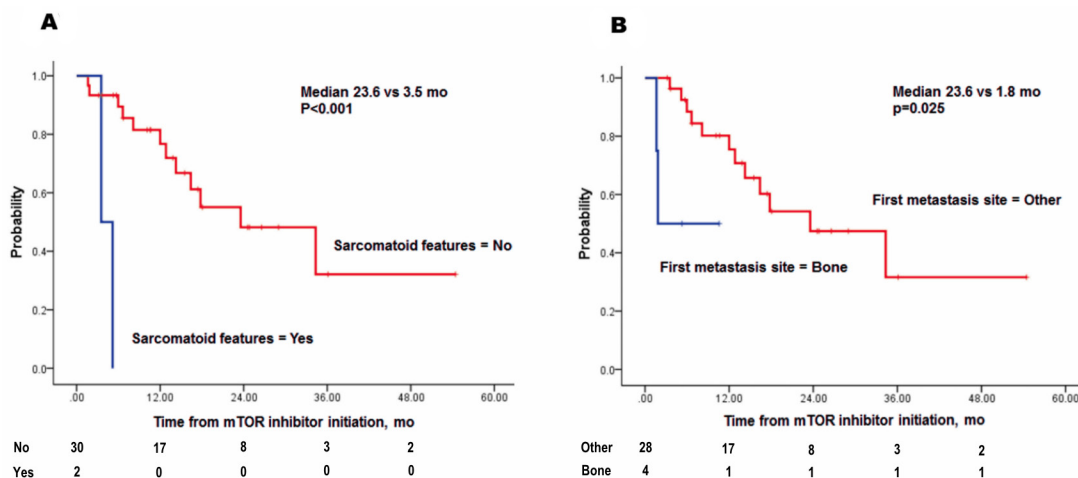 A
Median 23.6 vs 3.5 mo
P<0.001
1.0
0.8
0.6
0.4
0.2
0.0
Probability
Sarcomatoid features = No
Sarcomatoid features = Yes
.00 12.00 24.00 36.00 48.00 60.00
Time from mTOR inhibitor initiation, mo
No 30 17 8 3 2
Yes 2 0 0 0 0
B
Median 23.6 vs 1.8 mo
p=0.025
1.0
0.8
0.6
0.4
0.2
0.0
Probability
First metastasis site = Other
First metastasis site = Bone
.00 12.00 24.00 36.00 48.00 60.00
Time from mTOR inhibitor initiation, mo
Other 28 17 8 3 2
Bone 4 1 1 1 1